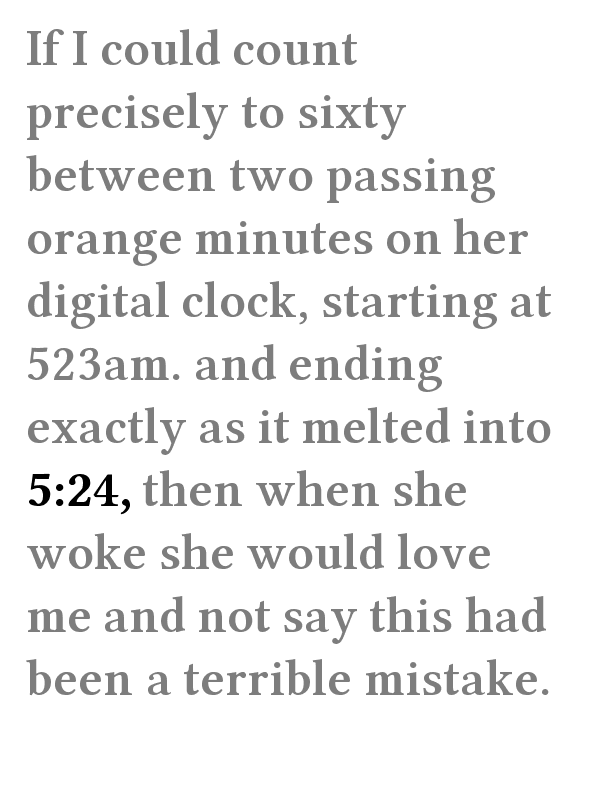 If I could count
precisely to sixty
between two passing
orange minutes on her
digital clock, starting at
523am. and ending
exactly as it melted into
5:24, then when she
woke she would love
me and not say this had
been a terrible mistake.